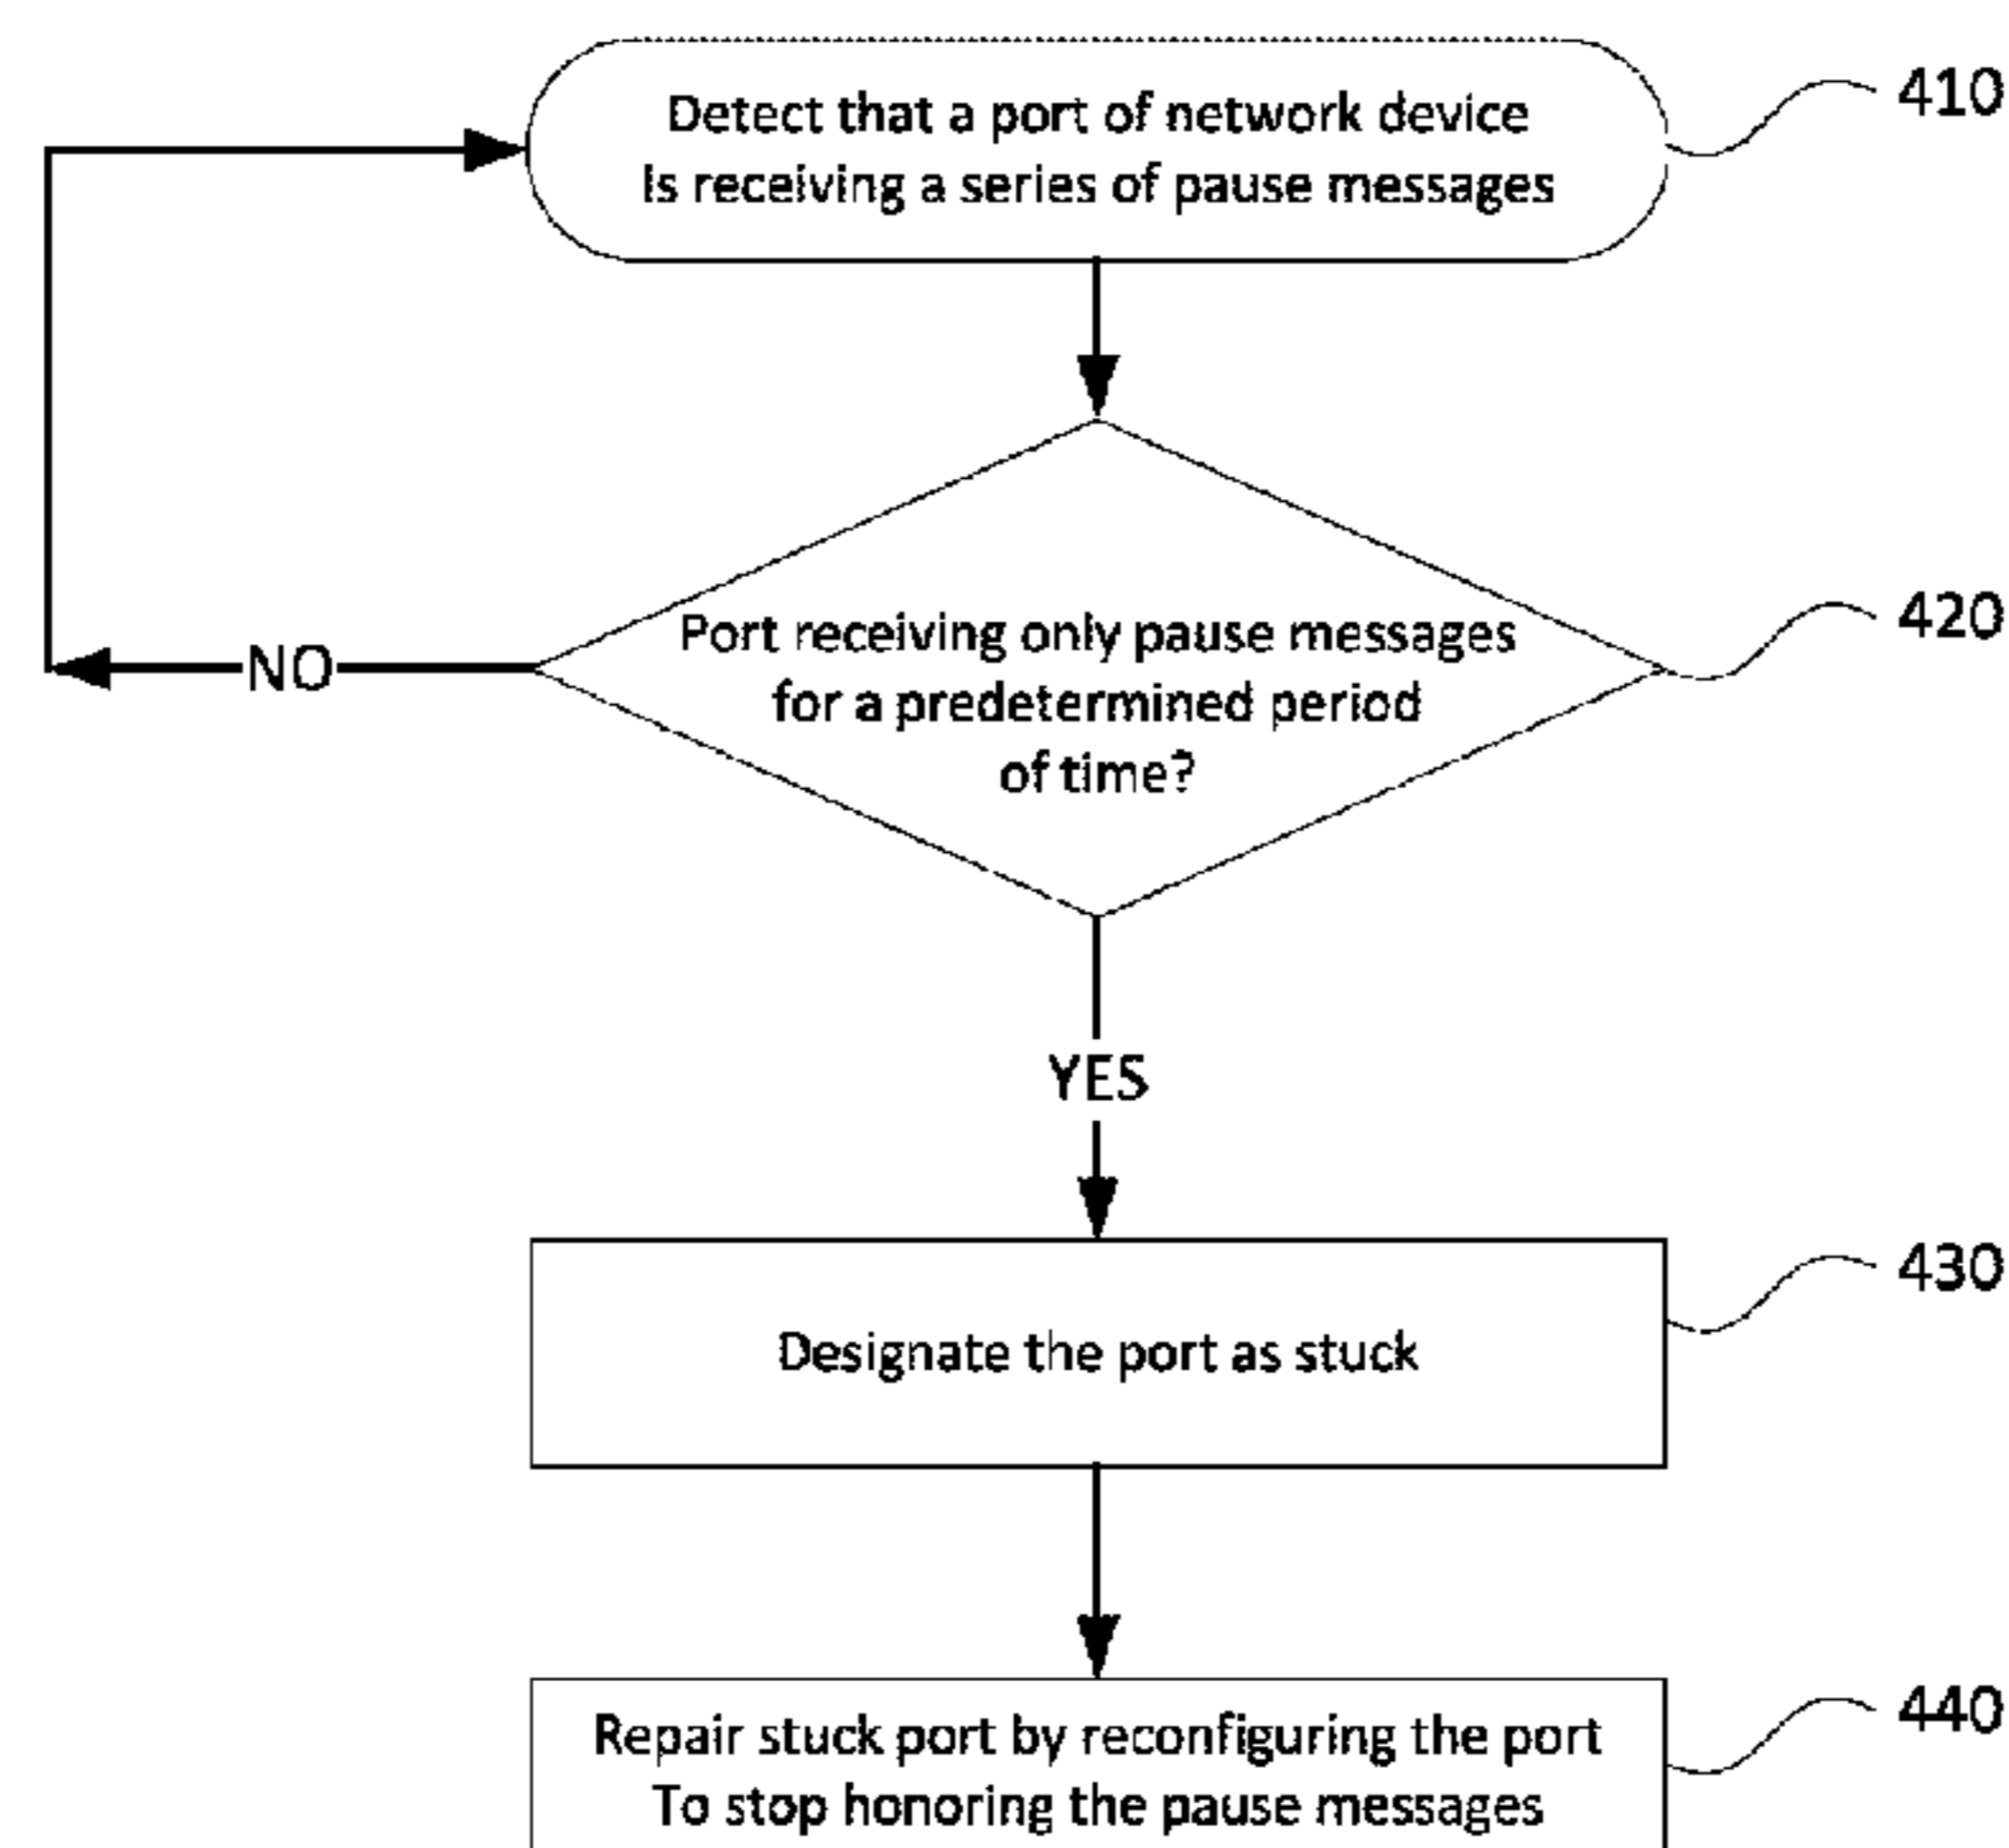 Detect that a port of network device
Is receiving a series of pause messages
410
Port receiving only pause messages
for a predetermined period
of time?
420
NO
YES
Designate the port as stuck
430
Repair stuck port by reconfiguring the port
To stop honoring the pause messages
440